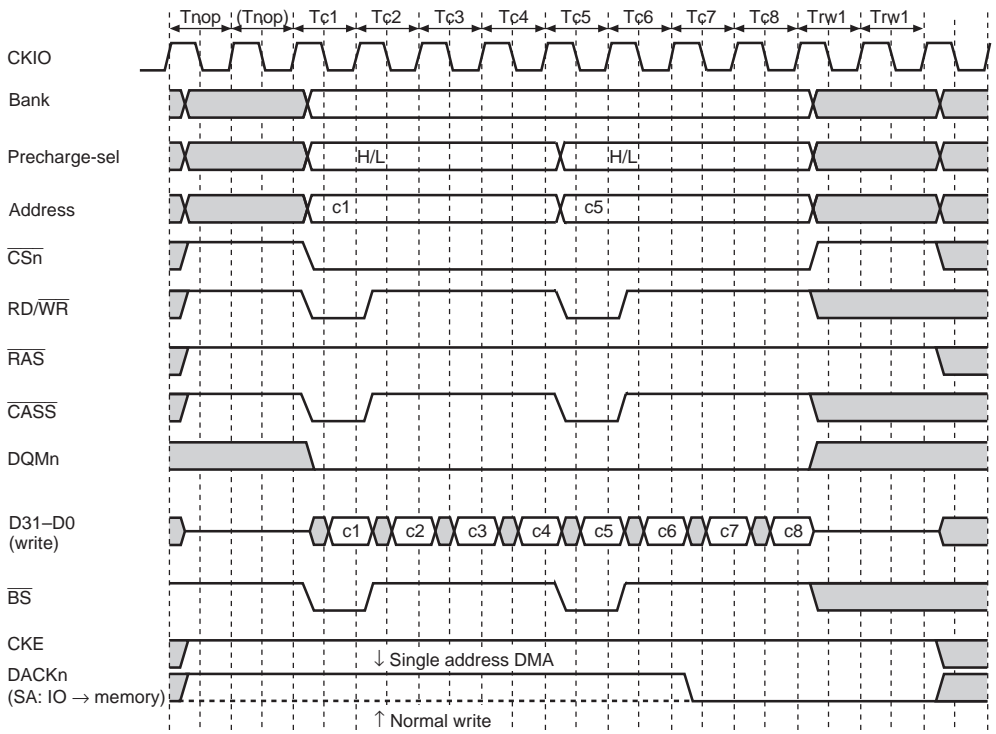 Tnop (Tnop) Tc1 Tc2 Tc3 Tc4 Tc5 Tc6 Tc7 Tc8 Trw1 Trw1
CKIO
Bank
Precharge-sel H/L H/L
Address c1 c5
CSn
RD/WR
RAS
CASS
DQMn
D31–D0
(write)
c1 c2 c3 c4 c5 c6 c7 c8
BS
CKE
↓ Single address DMA
DACKn
(SA: IO → memory)
↑ Normal write